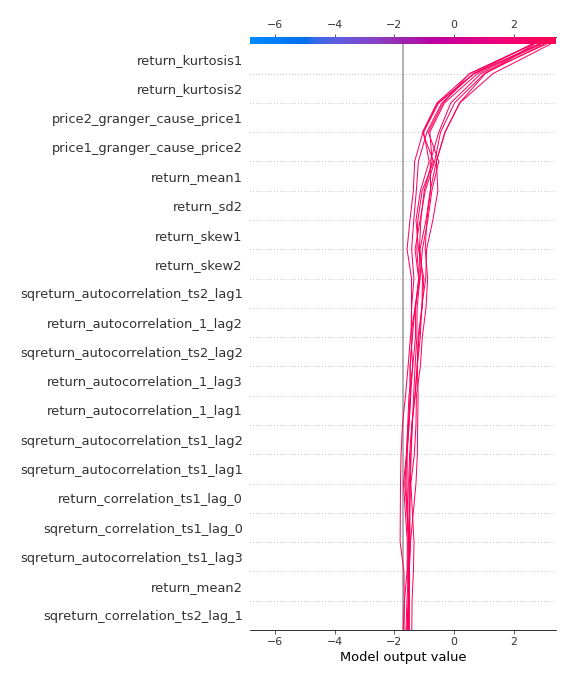 −6 −4 −2 0 2
return_kurtosis1
return_kurtosis2
price2_granger_cause_price1
price1_granger_cause_price2
return_mean1
return_sd2
return_skew1
return_skew2
sqreturn_autocorrelation_ts2_lag1
return_autocorrelation_1_lag2
sqreturn_autocorrelation_ts2_lag2
return_autocorrelation_1_lag3
return_autocorrelation_1_lag1
sqreturn_autocorrelation_ts1_lag2
sqreturn_autocorrelation_ts1_lag1
return_correlation_ts1_lag_0
sqreturn_correlation_ts1_lag_0
sqreturn_autocorrelation_ts1_lag3
return_mean2
sqreturn_correlation_ts2_lag_1
−6 −4 −2 0 2
Model output value